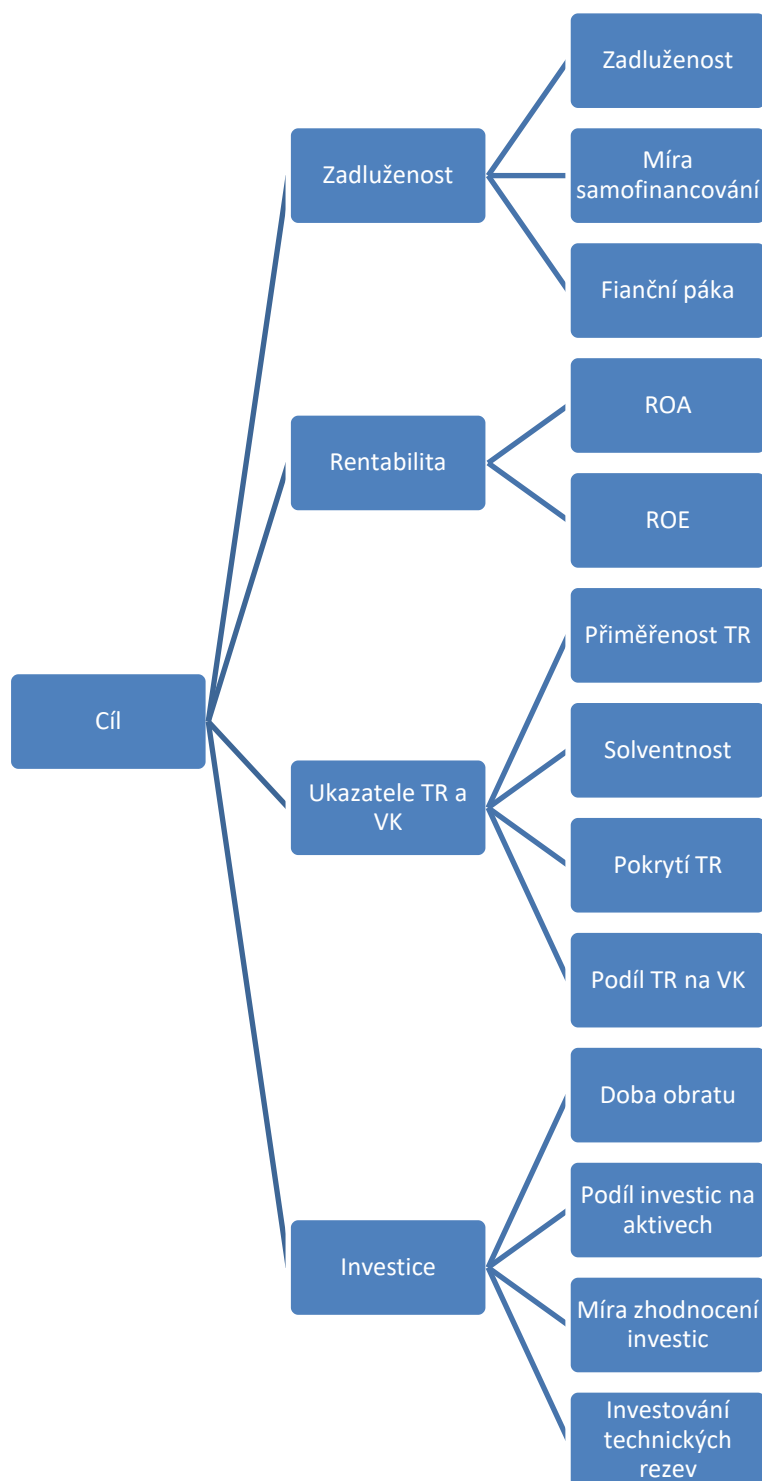 Zadluženost
Zadluženost
Míra
samofinancování
Fianční páka
ROA
Rentabilita
ROE
Přiměřenost TR
Cíl
Solventnost
Ukazatele TR a
VK
Pokrytí TR
Podíl TR na VK
Doba obratu
Podíl investic na
aktivech
Investice
Míra zhodnocení
investic
Investování
technických
rezev